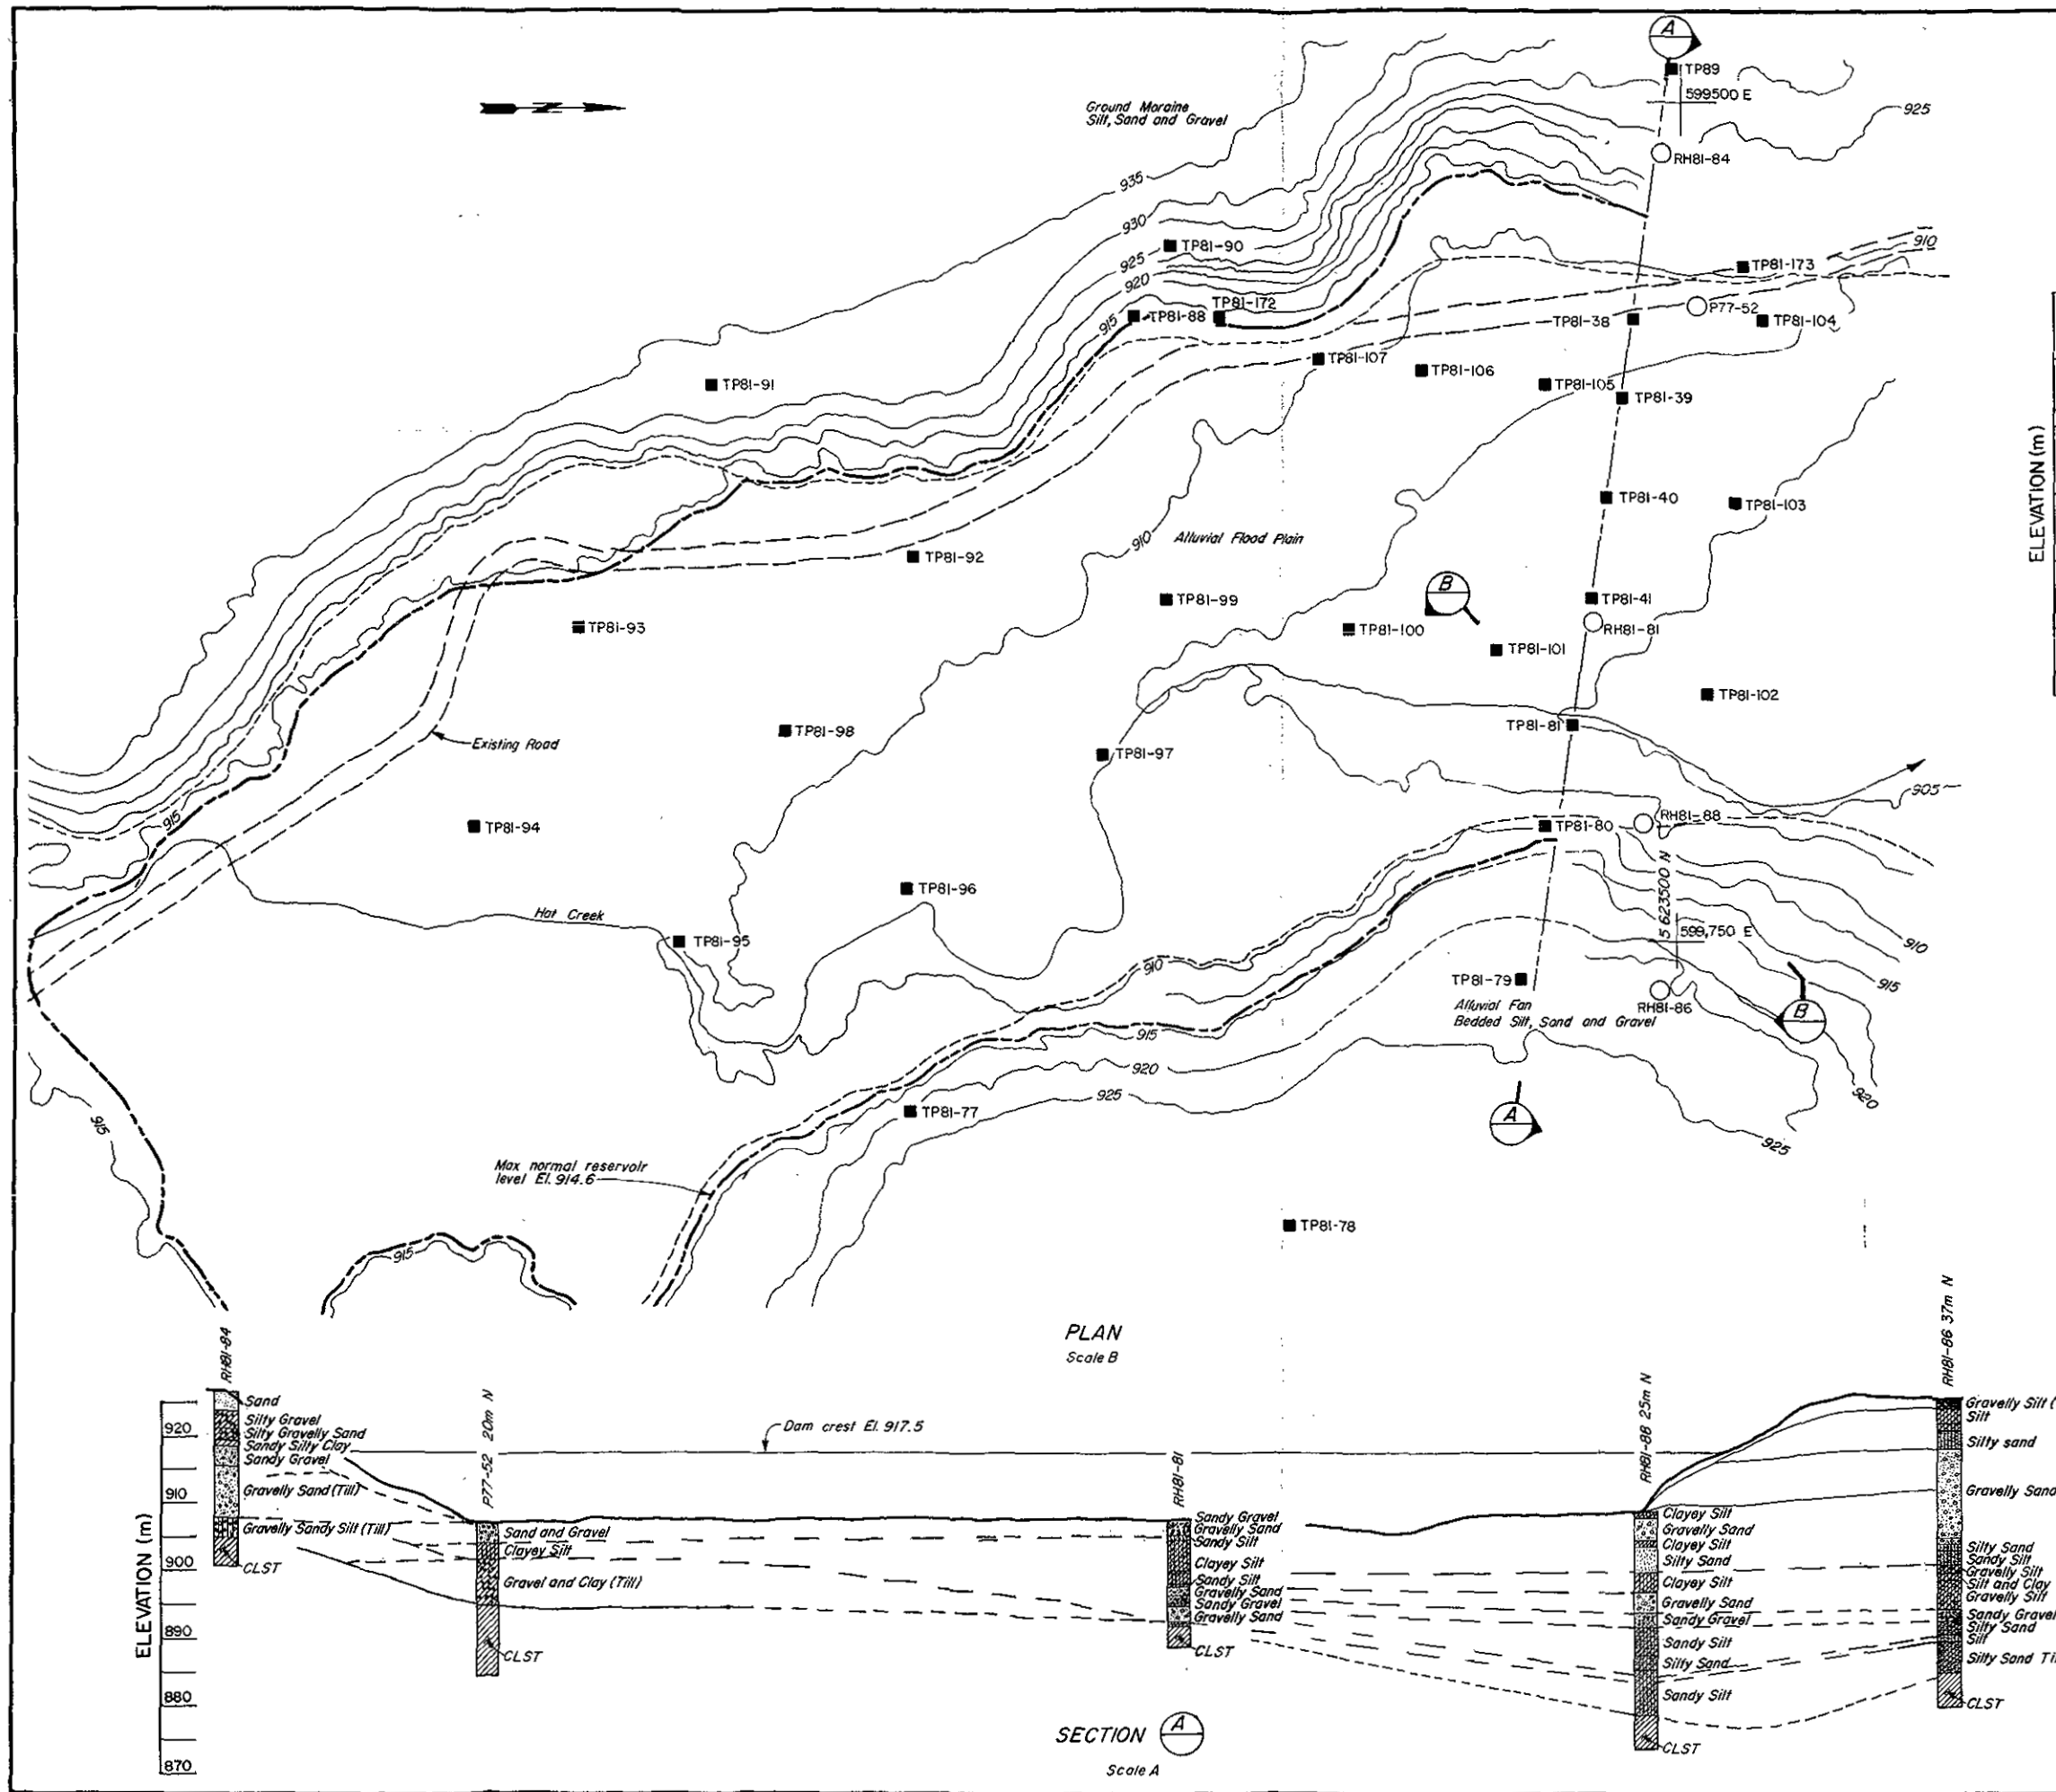 A
TP89
599500 E
925
N
Ground Moraine
Silt, Sand and Gravel
RH81-84
935
930
TP81-90
910
925
TP81-173
920
TP81-172
915
TP81-88
P77-52
TP81-38
TP81-104
TP81-107
TP81-106
TP81-105
TP81-91
TP81-39
ELEVATION (m)
TP81-40
TP81-103
910
Alluvial Flood Plain
TP81-92
B
TP81-99
TP81-41
TP81-93
TP81-100
RH81-81
TP81-101
TP81-102
TP81-98
TP81-81
Existing Road
TP81-97
905
915
TP81-94
TP81-80
RH81-88
5 623500 N
TP81-96
Hat Creek
TP81-95
599,750 E
910
910
TP81-79
915
Alluvial Fan
Bedded Silt, Sand and Gravel
RH81-86
B
915
920
925
920
TP81-77
A
915
925
Max normal reservoir
level El. 914.6
TP81-78
915
PLAN
Scale B
RH81-84
P77-52 20m N
RH81-81
RH81-88 25m N
RH81-86 37m N
ELEVATION (m)
920
910
900
890
880
870
Sand
Silty Gravel
Silty Gravelly Sand
Sandy Silty Clay
Sandy Gravel
Gravelly Sand (Till)
Gravelly Sandy Silt (Till)
CLST
Dam crest El. 917.5
Sand and Gravel
Clayey Silt
Gravel and Clay (Till)
CLST
Sandy Gravel
Gravelly Sand
Sandy Silt
Clayey Silt
Sandy Silt
Gravelly Sand
Sandy Gravel
Gravelly Sand
CLST
Clayey Silt
Gravelly Sand
Clayey Silt
Silty Sand
Clayey Silt
Gravelly Sand
Sandy Gravel
Sandy Silt
Silty Sand
Sandy Silt
CLST
Gravelly Silt (
Silt
Silty sand
Gravelly Sand
Silty Sand
Sandy Silt
Gravelly Silt
Silt and Clay
Gravelly Silt
Sandy Gravel
Silty Sand
Silt
Silty Sand Ti
CLST
SECTION A
Scale A